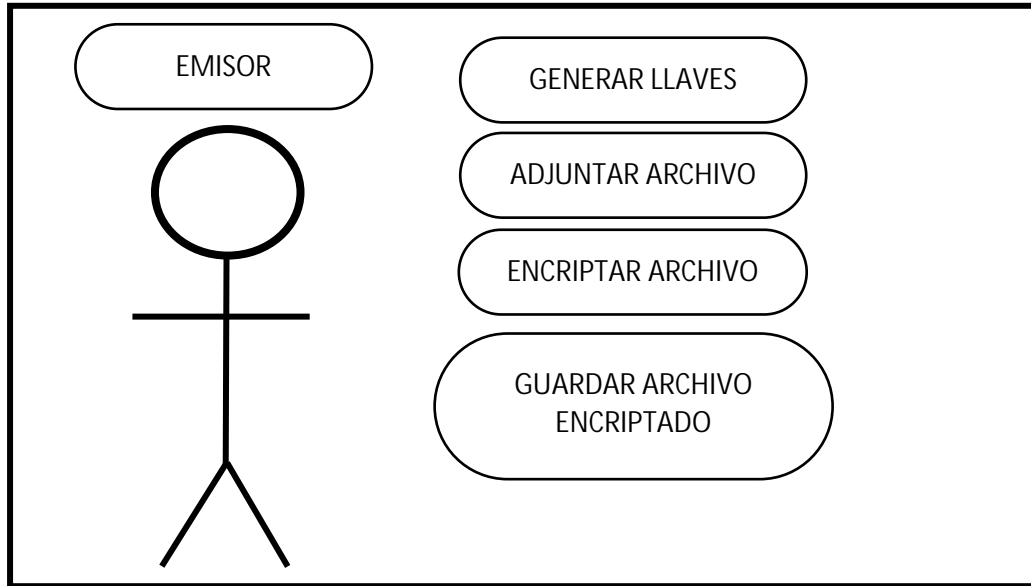 EMISOR
GENERAR LLAVES
ADJUNTAR ARCHIVO
ENCRIPTAR ARCHIVO
GUARDAR ARCHIVO
ENCRIPTADO